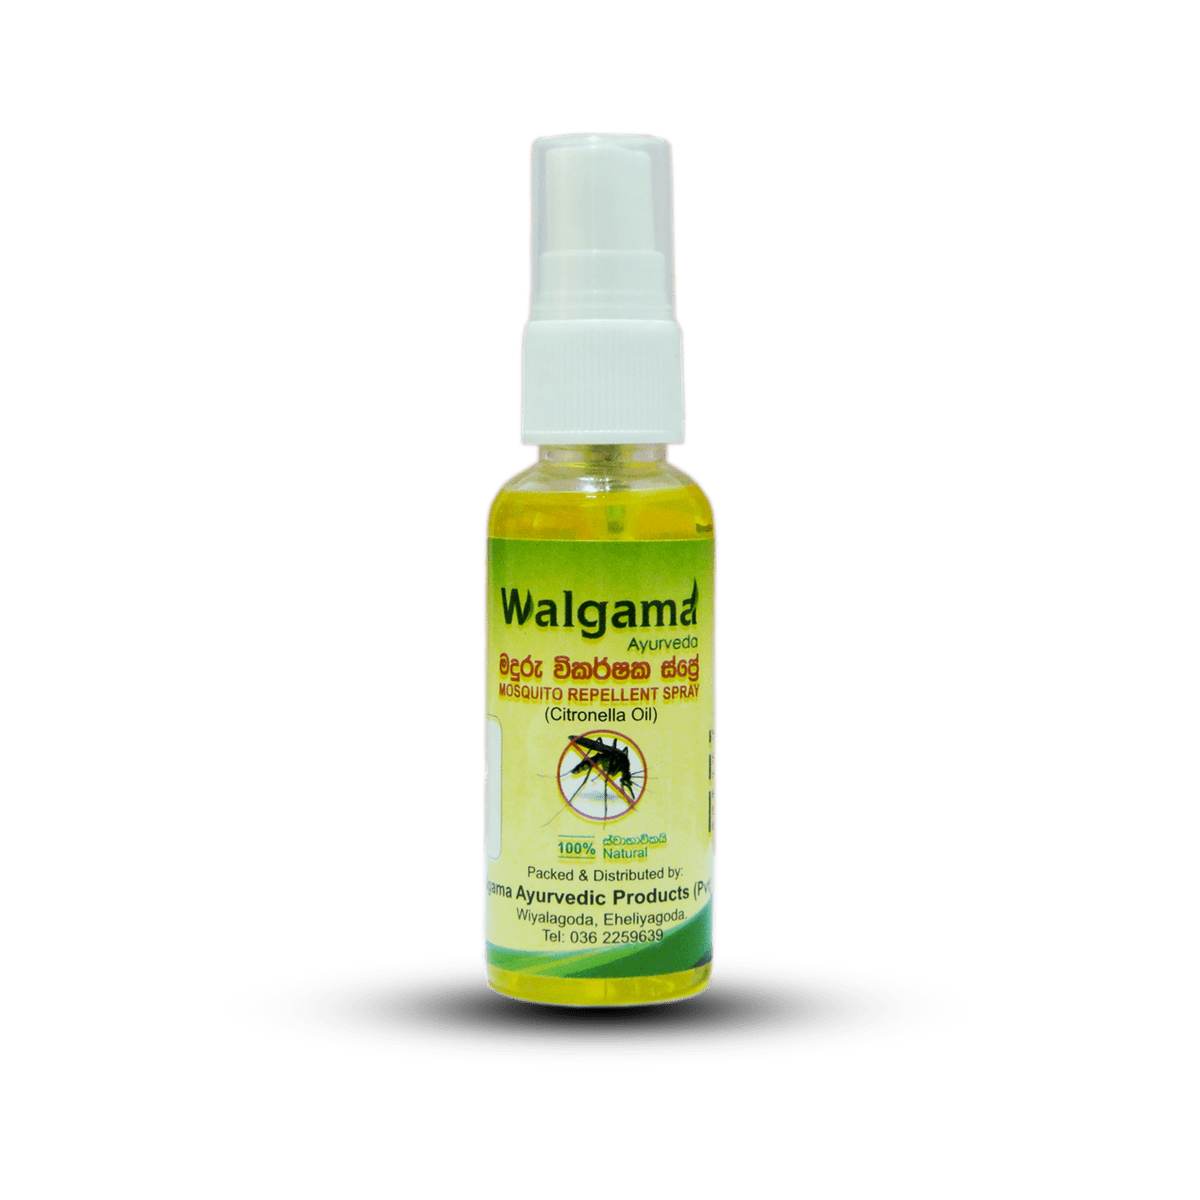 Walgama
Ayurveda
මදුරු විකර්ෂක ස්ප්‍රේ
MOSQUITO REPELLENT SPRAY
(Citronella Oil)
100% ස්වාභාවිකයි
Natural
Packed & Distributed by:
Ayurvedic Products
Wiyalagoda, Eheliyagoda.
Tel: 036 2259639